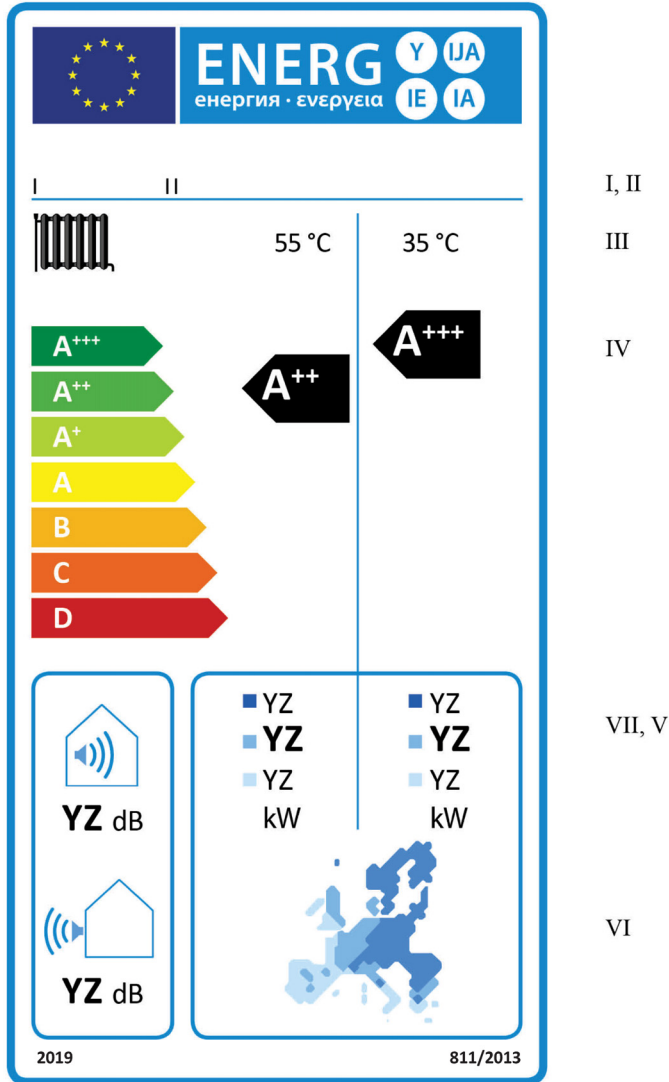 ENERG Y IJA
енергия · ενεργεια IE IA
I II I, II
55 °C 35 °C III
A+++ A+++ IV
A++ A++
A+
A
B
C
D
YZ YZ
YZ YZ VII, V
YZ YZ
kW kW
YZ dB
VI
YZ dB
2019 811/2013